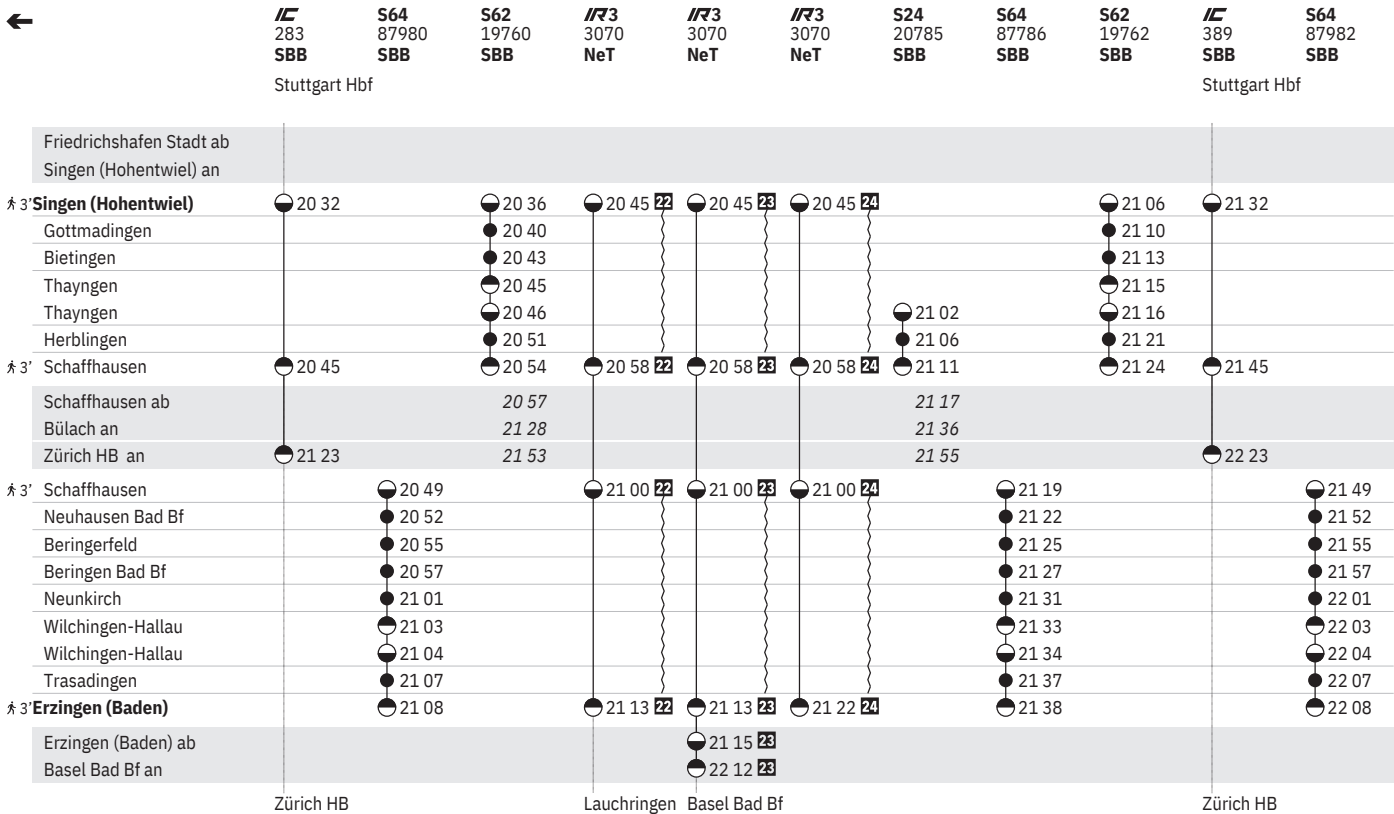 IC S64 S62 IR3 IR3 IR3 S24 S64 S62 IC S64
283 87980 19760 3070 3070 3070 20785 87786 19762 389 87982
SBB SBB SBB NeT NeT NeT SBB SBB SBB SBB SBB
Stuttgart Hbf Stuttgart Hbf
Friedrichshafen Stadt ab
Singen (Hohentwiel) an
3' Singen (Hohentwiel) 20 32 20 36 20 45 22 20 45 23 20 45 24 21 06 21 32
Gottmadingen 20 40 21 10
Bietingen 20 43 21 13
Thayngen 20 45 21 15
Thayngen 20 46 21 02 21 16
Herblingen 20 51 21 06 21 21
3' Schaffhausen 20 45 20 54 20 58 22 20 58 23 20 58 24 21 11 21 24 21 45
Schaffhausen ab 20 57 21 17
Bülach an 21 28 21 36
Zürich HB an 21 23 21 53 21 55 22 23
3' Schaffhausen 20 49 21 00 22 21 00 23 21 00 24 21 19 21 49
Neuhausen Bad Bf 20 52 21 22 21 52
Beringerfeld 20 55 21 25 21 55
Beringen Bad Bf 20 57 21 27 21 57
Neunkirch 21 01 21 31 22 01
Wilchingen-Hallau 21 03 21 33 22 03
Wilchingen-Hallau 21 04 21 34 22 04
Trasadingen 21 07 21 37 22 07
3' Erzingen (Baden) 21 08 21 13 22 21 13 23 21 22 24 21 38 22 08
Erzingen (Baden) ab 21 15 23
Basel Bad Bf an 22 12 23
Zürich HB Lauchringen Basel Bad Bf Zürich HB